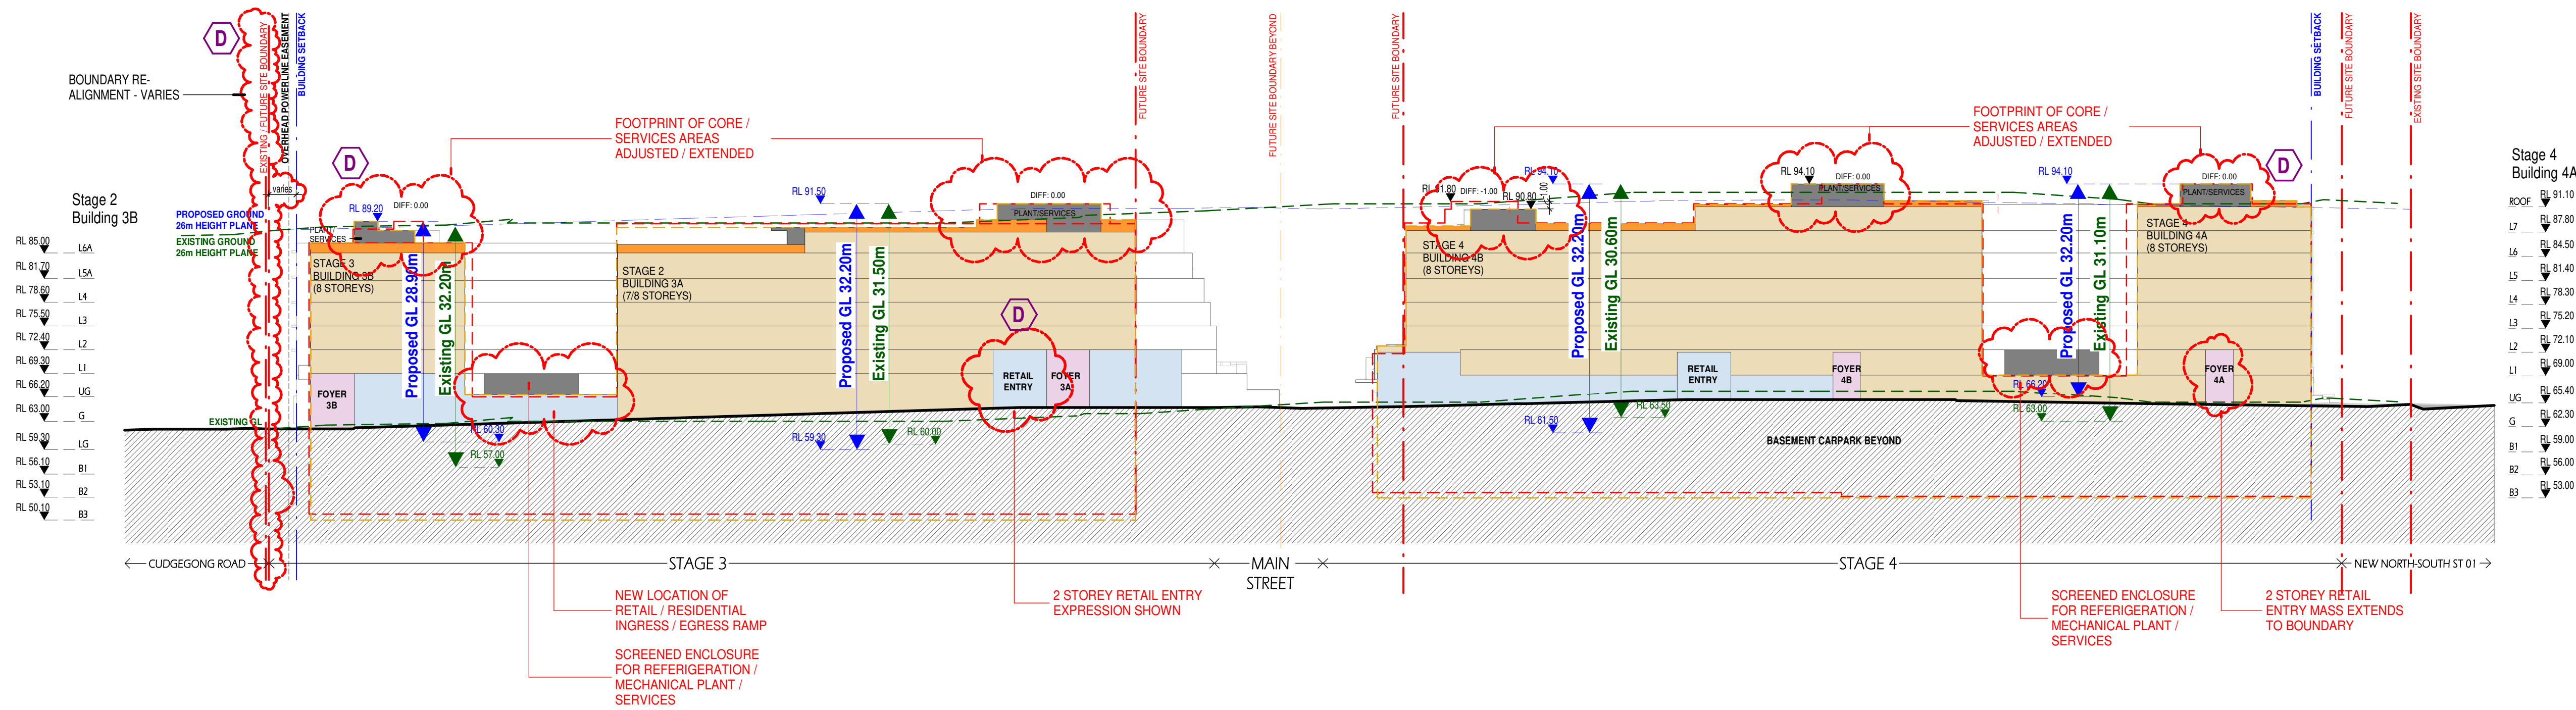 D
EXISTING / FUTURE SITE BOUNDARY
OVERHEAD POWERLINE EASEMENT
BUILDING SETBACK
BOUNDARY RE-
ALIGNMENT - VARIES
varies
Stage 2
Building 3B
PROPOSED GROUND
26m HEIGHT PLANE
EXISTING GROUND
26m HEIGHT PLANE
RL 85.00 L6A
RL 81.70 L5A
RL 78.60 L4
RL 75.50 L3
RL 72.40 L2
RL 69.30 L1
RL 66.20 UG
RL 63.00 G
RL 59.30 LG
RL 56.10 B1
RL 53.10 B2
RL 50.10 B3
EXISTING GL
D
RL 89.20
DIFF: 0.00
PLANT/
SERVICES
STAGE 3
BUILDING 3B
(8 STOREYS)
Proposed GL 28.90m
Existing GL 32.20m
FOYER
3B
RL 60.30
RL 57.00
FOOTPRINT OF CORE /
SERVICES AREAS
ADJUSTED / EXTENDED
STAGE 2
BUILDING 3A
(7/8 STOREYS)
RL 91.50
Proposed GL 32.20m
Existing GL 31.50m
RL 59.30
RL 60.00
DIFF: 0.00
PLANT/SERVICES
D
RETAIL
ENTRY
FOYER
3A
FUTURE SITE BOUNDARY
FUTURE SITE BOUNDARY BEYOND
FUTURE SITE BOUNDARY
RL 91.80
DIFF: -1.00
RL 90.80
-1.00
RL 94.10
STAGE 4
BUILDING 4B
(8 STOREYS)
Proposed GL 32.20m
Existing GL 30.60m
RL 61.50
RL 63.50
RETAIL
ENTRY
FOYER
4B
BASEMENT CARPARK BEYOND
RL 94.10
DIFF: 0.00
PLANT/SERVICES
FOOTPRINT OF CORE /
SERVICES AREAS
ADJUSTED / EXTENDED
RL 94.10
Proposed GL 32.20m
Existing GL 31.10m
RL 66.20
RL 63.00
DIFF: 0.00
PLANT/SERVICES
D
STAGE 4
BUILDING 4A
(8 STOREYS)
FOYER
4A
BUILDING SETBACK
FUTURE SITE BOUNDARY
EXISTING SITE BOUNDARY
Stage 4
Building 4A
ROOF RL 91.10
L7 RL 87.80
L6 RL 84.50
L5 RL 81.40
L4 RL 78.30
L3 RL 75.20
L2 RL 72.10
L1 RL 69.00
UG RL 65.40
G RL 62.30
B1 RL 59.00
B2 RL 56.00
B3 RL 53.00
CUDGEGONG ROAD
STAGE 3
MAIN
STREET
STAGE 4
NEW NORTH-SOUTH ST 01
NEW LOCATION OF
RETAIL / RESIDENTIAL
INGRESS / EGRESS RAMP
SCREENED ENCLOSURE
FOR REFERIGERATION /
MECHANICAL PLANT /
SERVICES
2 STOREY RETAIL ENTRY
EXPRESSION SHOWN
SCREENED ENCLOSURE
FOR REFERIGERATION /
MECHANICAL PLANT /
SERVICES
2 STOREY RETAIL
ENTRY MASS EXTENDS
TO BOUNDARY